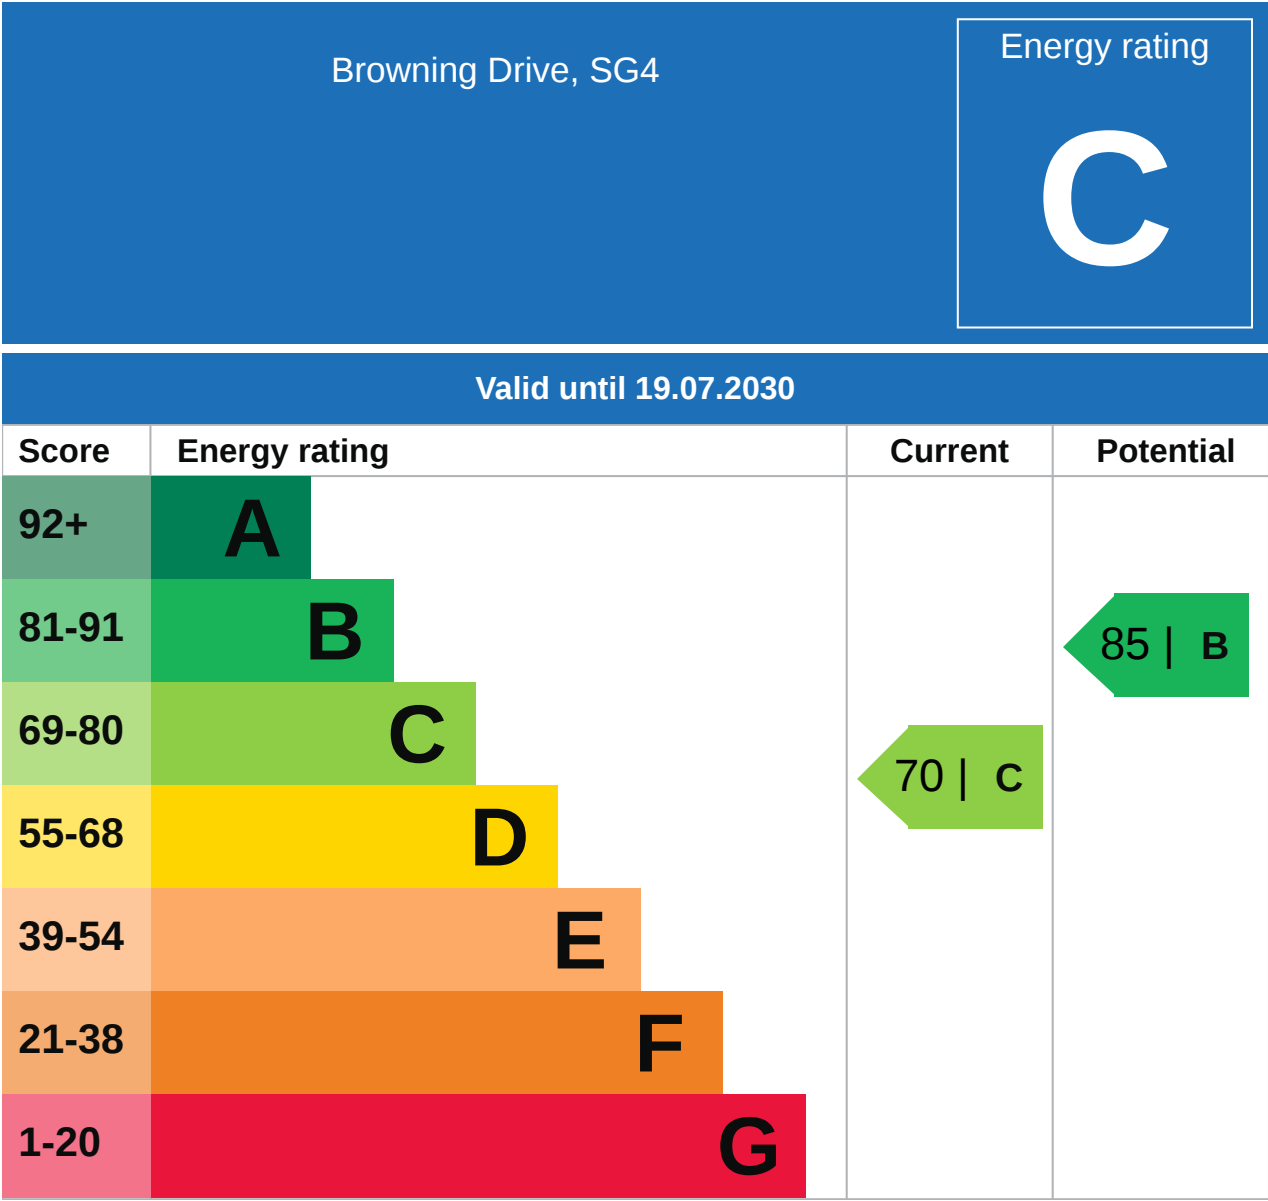 Browning Drive, SG4
Energy rating
C
Valid until 19.07.2030
Score Energy rating Current Potential
92+ A
81-91 B 85 | B
69-80 C 70 | C
55-68 D
39-54 E
21-38 F
1-20 G